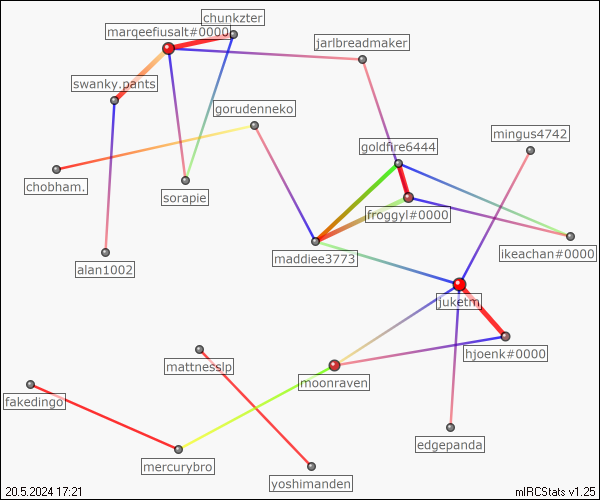 chunkzter
marqeefiusalt#0000
jarlbreadmaker
swanky.pants
gorudenneko
mingus4742
goldfire6444
chobham.
sorapie
froggyl#0000
ikeachan#0000
maddiee3773
alan1002
juketm
hjoenk#0000
mattnesslp
moonraven
fakedingo
edgepanda
mercurybro
yoshimanden
20.5.2024 17:21
mIRCStats v1.25